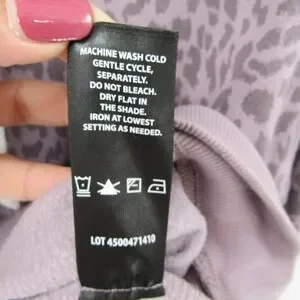 MACHINE WASH COLD
GENTLE CYCLE,
SEPARATELY.
DO NOT BLEACH.
DRY FLAT IN
THE SHADE.
IRON AT LOWEST
SETTING AS NEEDED.
LOT 4500471410